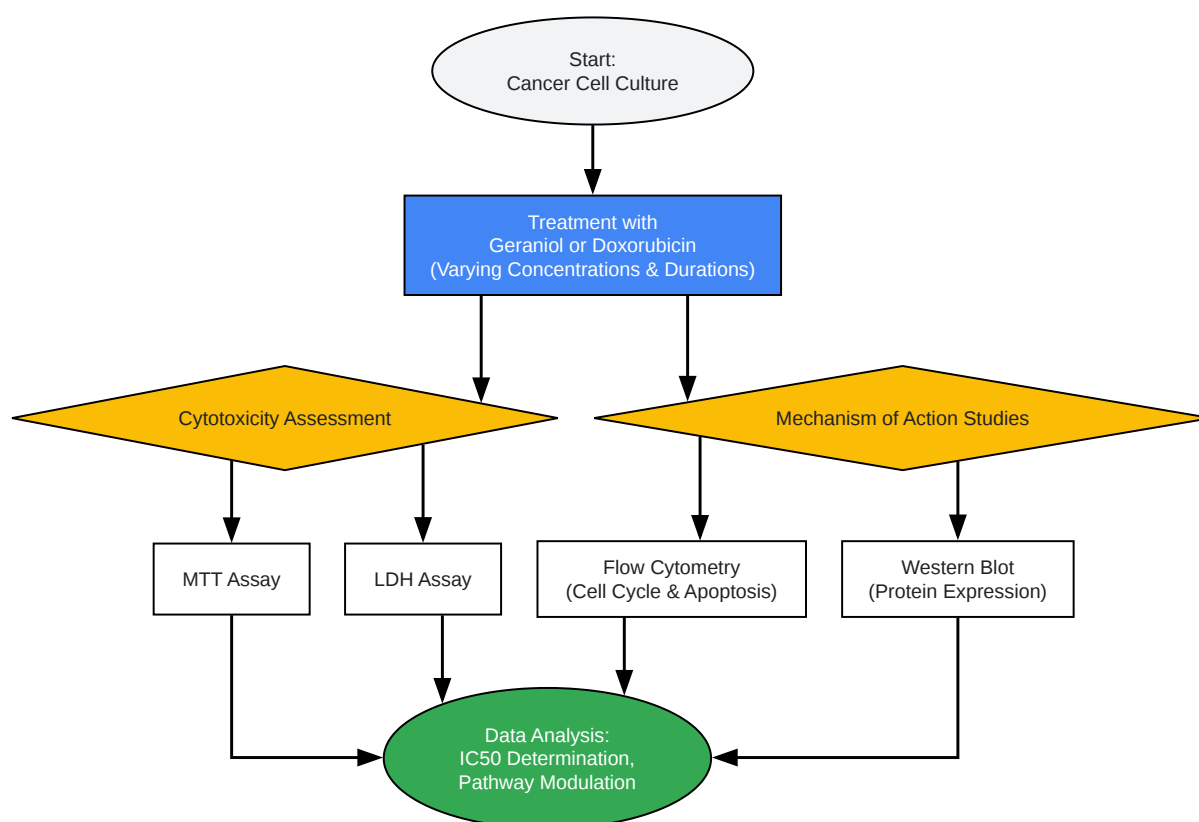 Start:
Cancer Cell Culture
Treatment with
Geraniol or Doxorubicin
(Varying Concentrations & Durations)
Cytotoxicity Assessment
Mechanism of Action Studies
MTT Assay
LDH Assay
Flow Cytometry
(Cell Cycle & Apoptosis)
Western Blot
(Protein Expression)
Data Analysis:
IC50 Determination,
Pathway Modulation